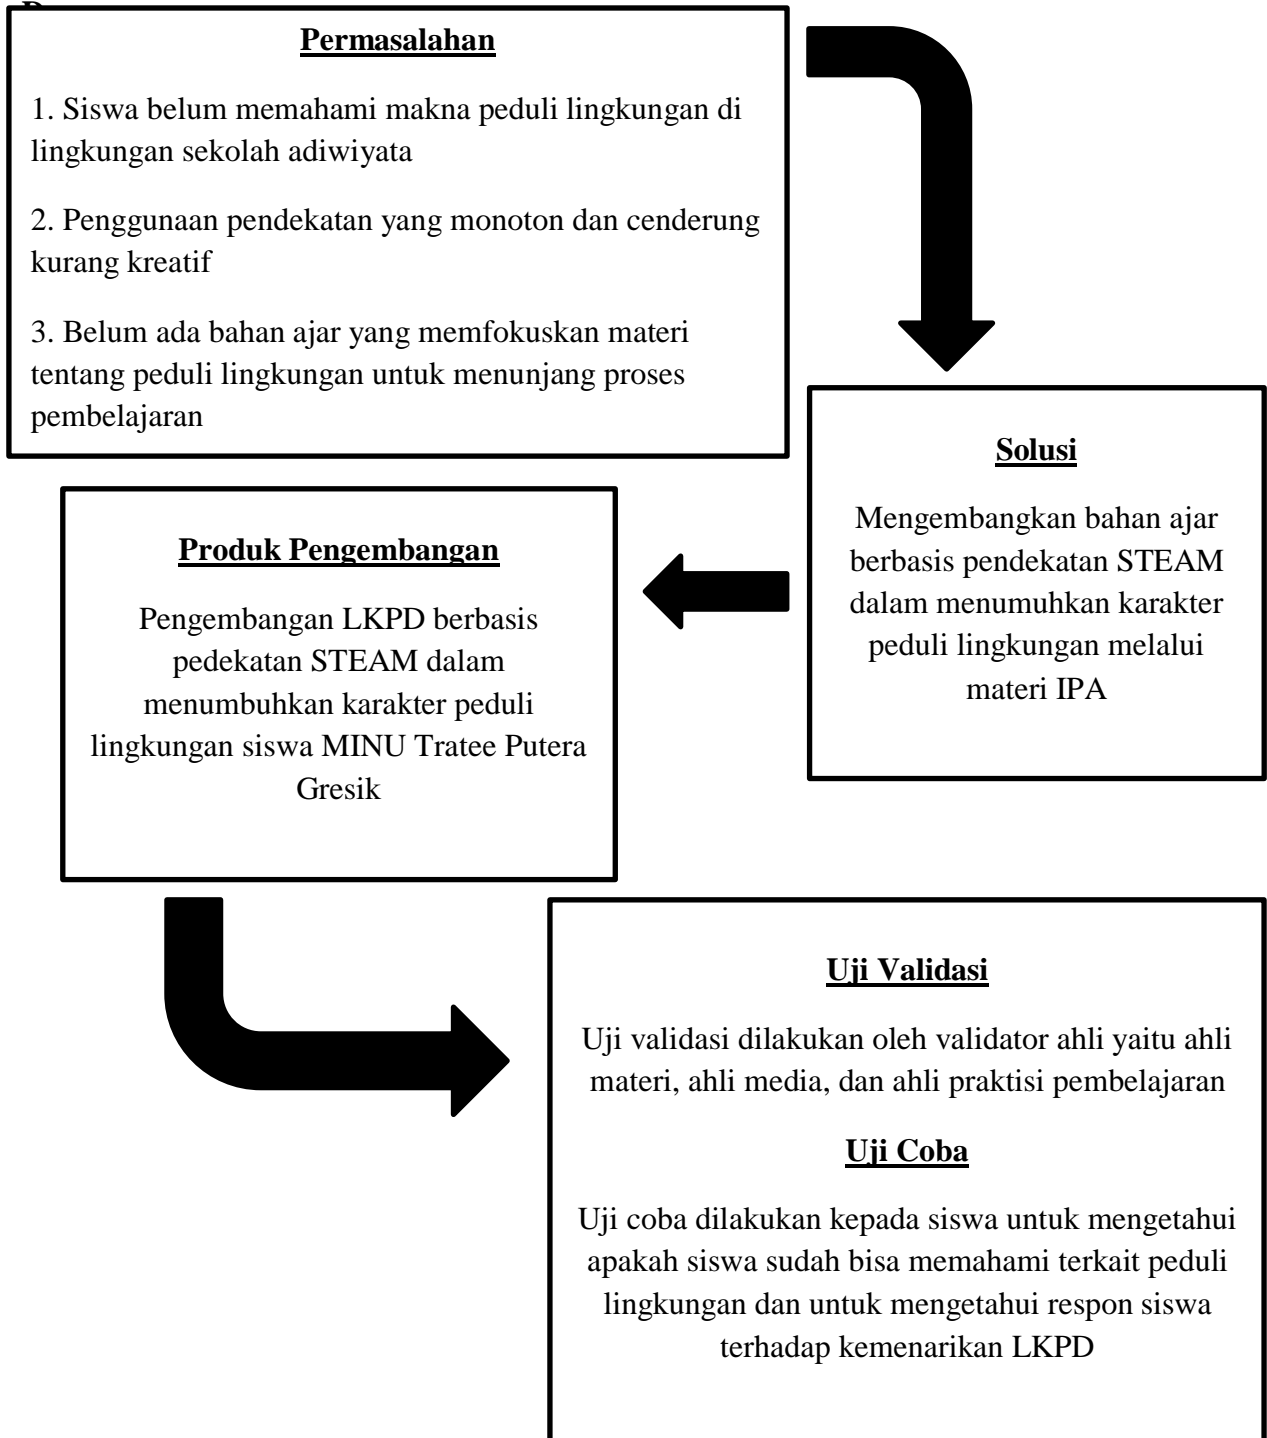 Permasalahan
1. Siswa belum memahami makna peduli lingkungan di
lingkungan sekolah adiwiyata
2. Penggunaan pendekatan yang monoton dan cenderung
kurang kreatif
3. Belum ada bahan ajar yang memfokuskan materi
tentang peduli lingkungan untuk menunjang proses
pembelajaran
Solusi
Mengembangkan bahan ajar
berbasis pendekatan STEAM
dalam menumuhkan karakter
peduli lingkungan melalui
materi IPA
Produk Pengembangan
Pengembangan LKPD berbasis
pedekatan STEAM dalam
menumbuhkan karakter peduli
lingkungan siswa MINU Tratee Putera
Gresik
Uji Validasi
Uji validasi dilakukan oleh validator ahli yaitu ahli
materi, ahli media, dan ahli praktisi pembelajaran
Uji Coba
Uji coba dilakukan kepada siswa untuk mengetahui
apakah siswa sudah bisa memahami terkait peduli
lingkungan dan untuk mengetahui respon siswa
terhadap kemenarikan LKPD